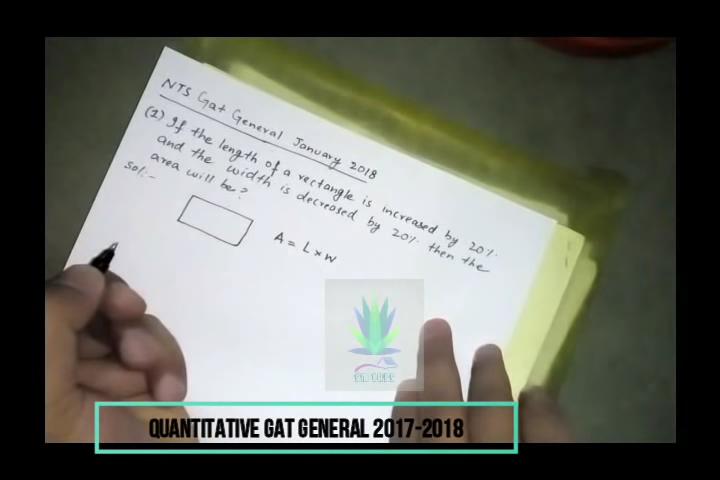 NTS Gat General January 2018
(1) If the length of a rectangle is increased by 20%.
and the width is decreased by 20%. then the
area will be?
Sol:-
A = L × W
QUANTITATIVE GAT GENERAL 2017-2018